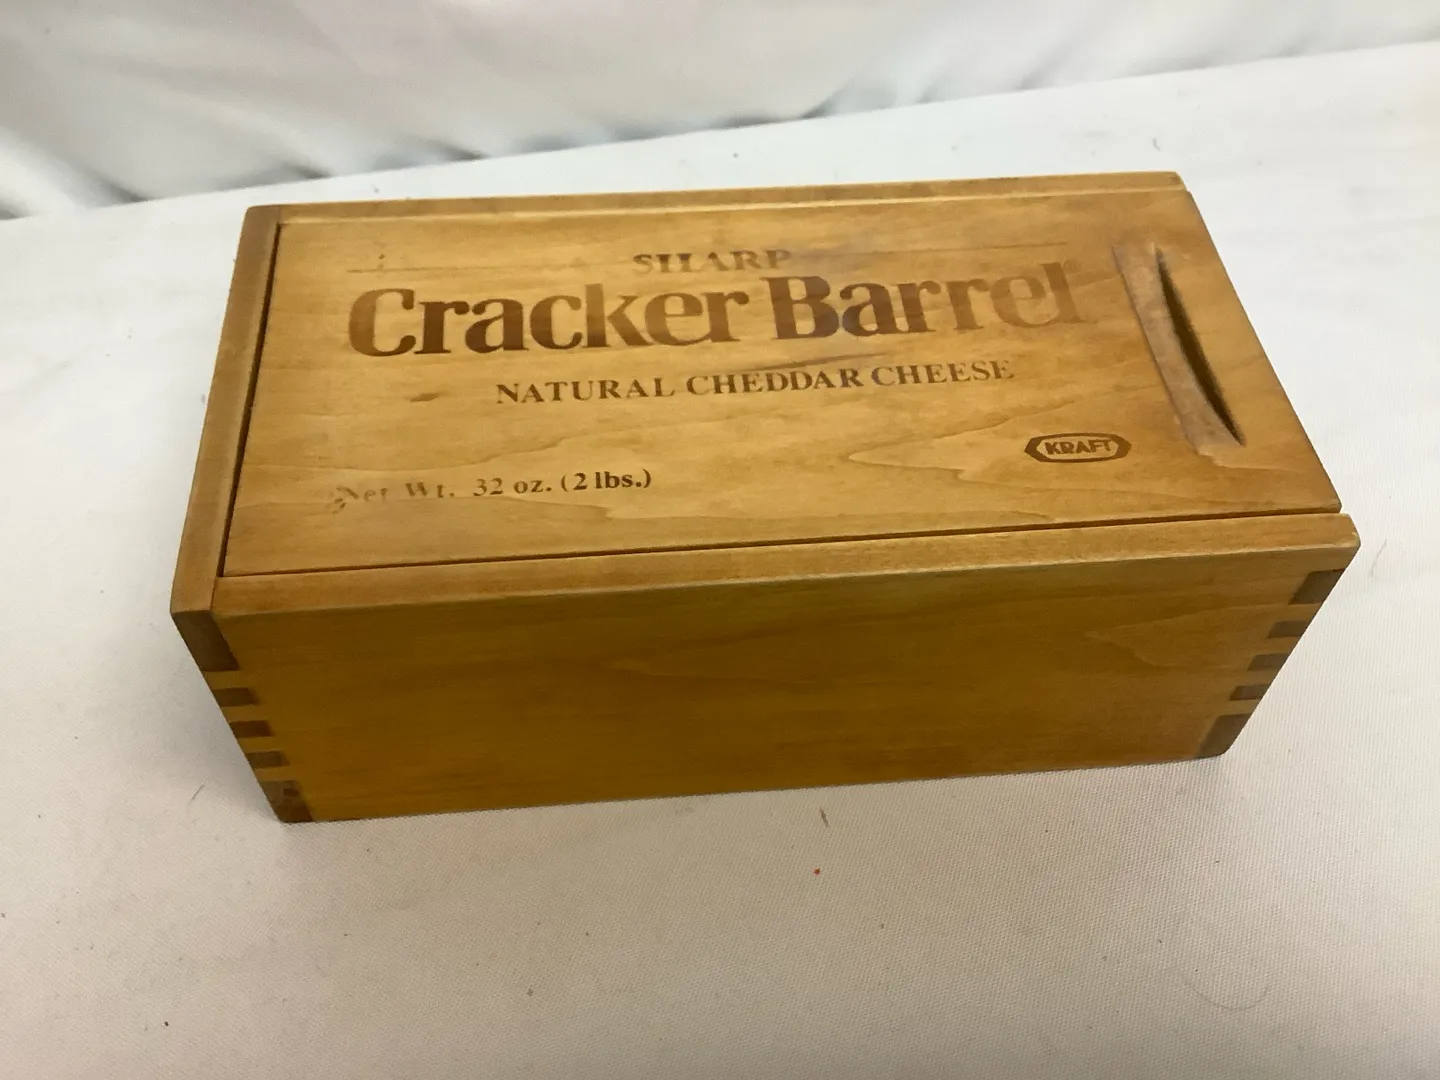 SHARP
Cracker Barrel
NATURAL CHEDDAR CHEESE
KRAFT
Net Wt. 32 oz. (2 lbs.)